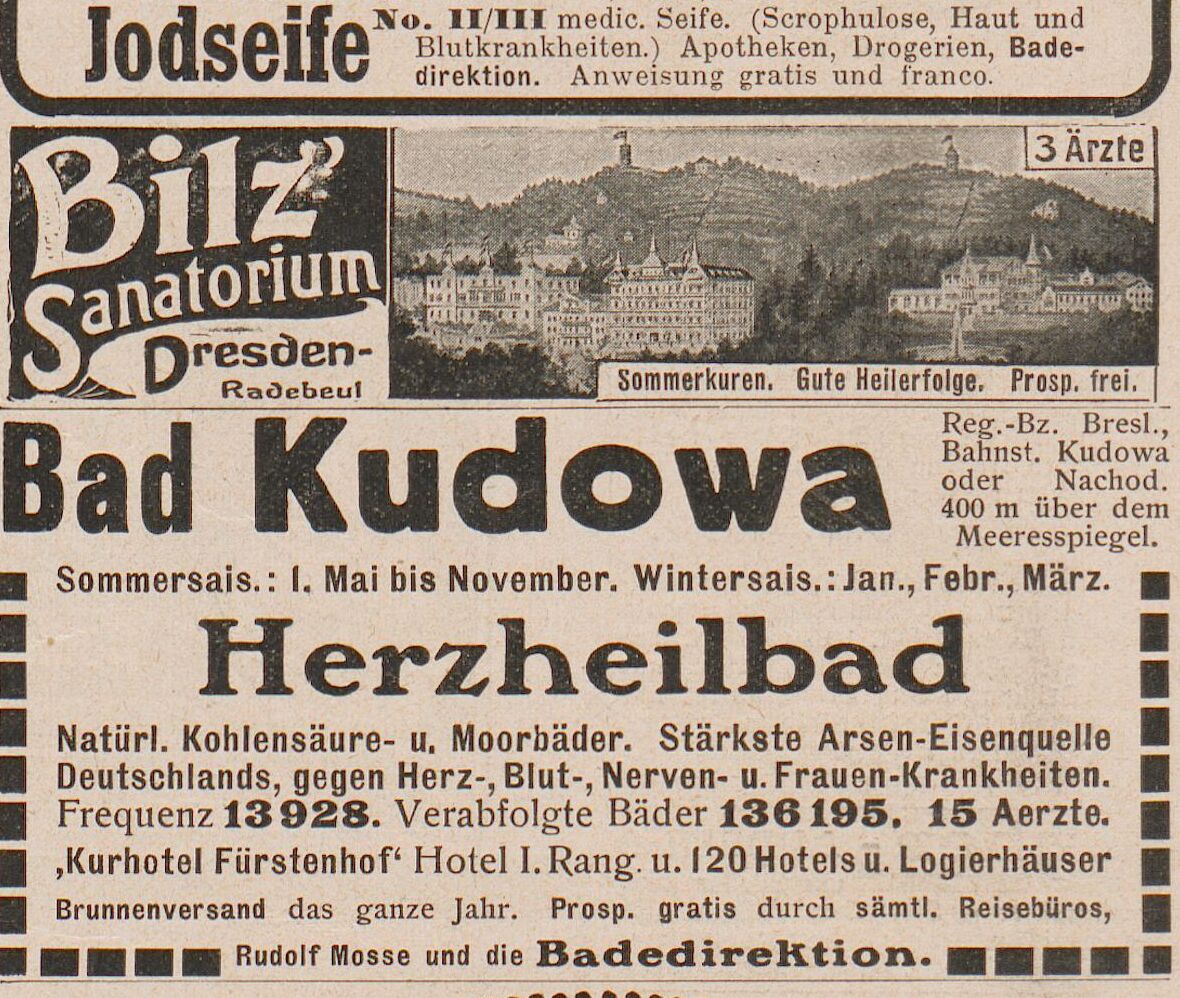 Jodseife No. II/III medic. Seife. (Scrophulose, Haut und
Blutkrankheiten.) Apotheken, Drogerien, Bade-
direktion. Anweisung gratis und franco.
Bilz'
Sanatorium
Dresden-
Radebeul
3 Ärzte
Sommerkuren. Gute Heilerfolge. Prosp. frei.
Bad Kudowa
Reg.-Bz. Bresl.,
Bahnst. Kudowa
oder Nachod.
400 m über dem
Meeresspiegel.
Sommersais.: 1. Mai bis November. Wintersais.: Jan., Febr., März.
Herzheilbad
Natürl. Kohlensäure- u. Moorbäder. Stärkste Arsen-Eisenquelle
Deutschlands, gegen Herz-, Blut-, Nerven- u. Frauen-Krankheiten.
Frequenz 13928. Verabfolgte Bäder 136195. 15 Aerzte.
‚Kurhotel Fürstenhof‘ Hotel I. Rang. u. 120 Hotels u. Logierhäuser
Brunnenversand das ganze Jahr. Prosp. gratis durch sämtl. Reisebüros,
Rudolf Mosse und die Badedirektion.